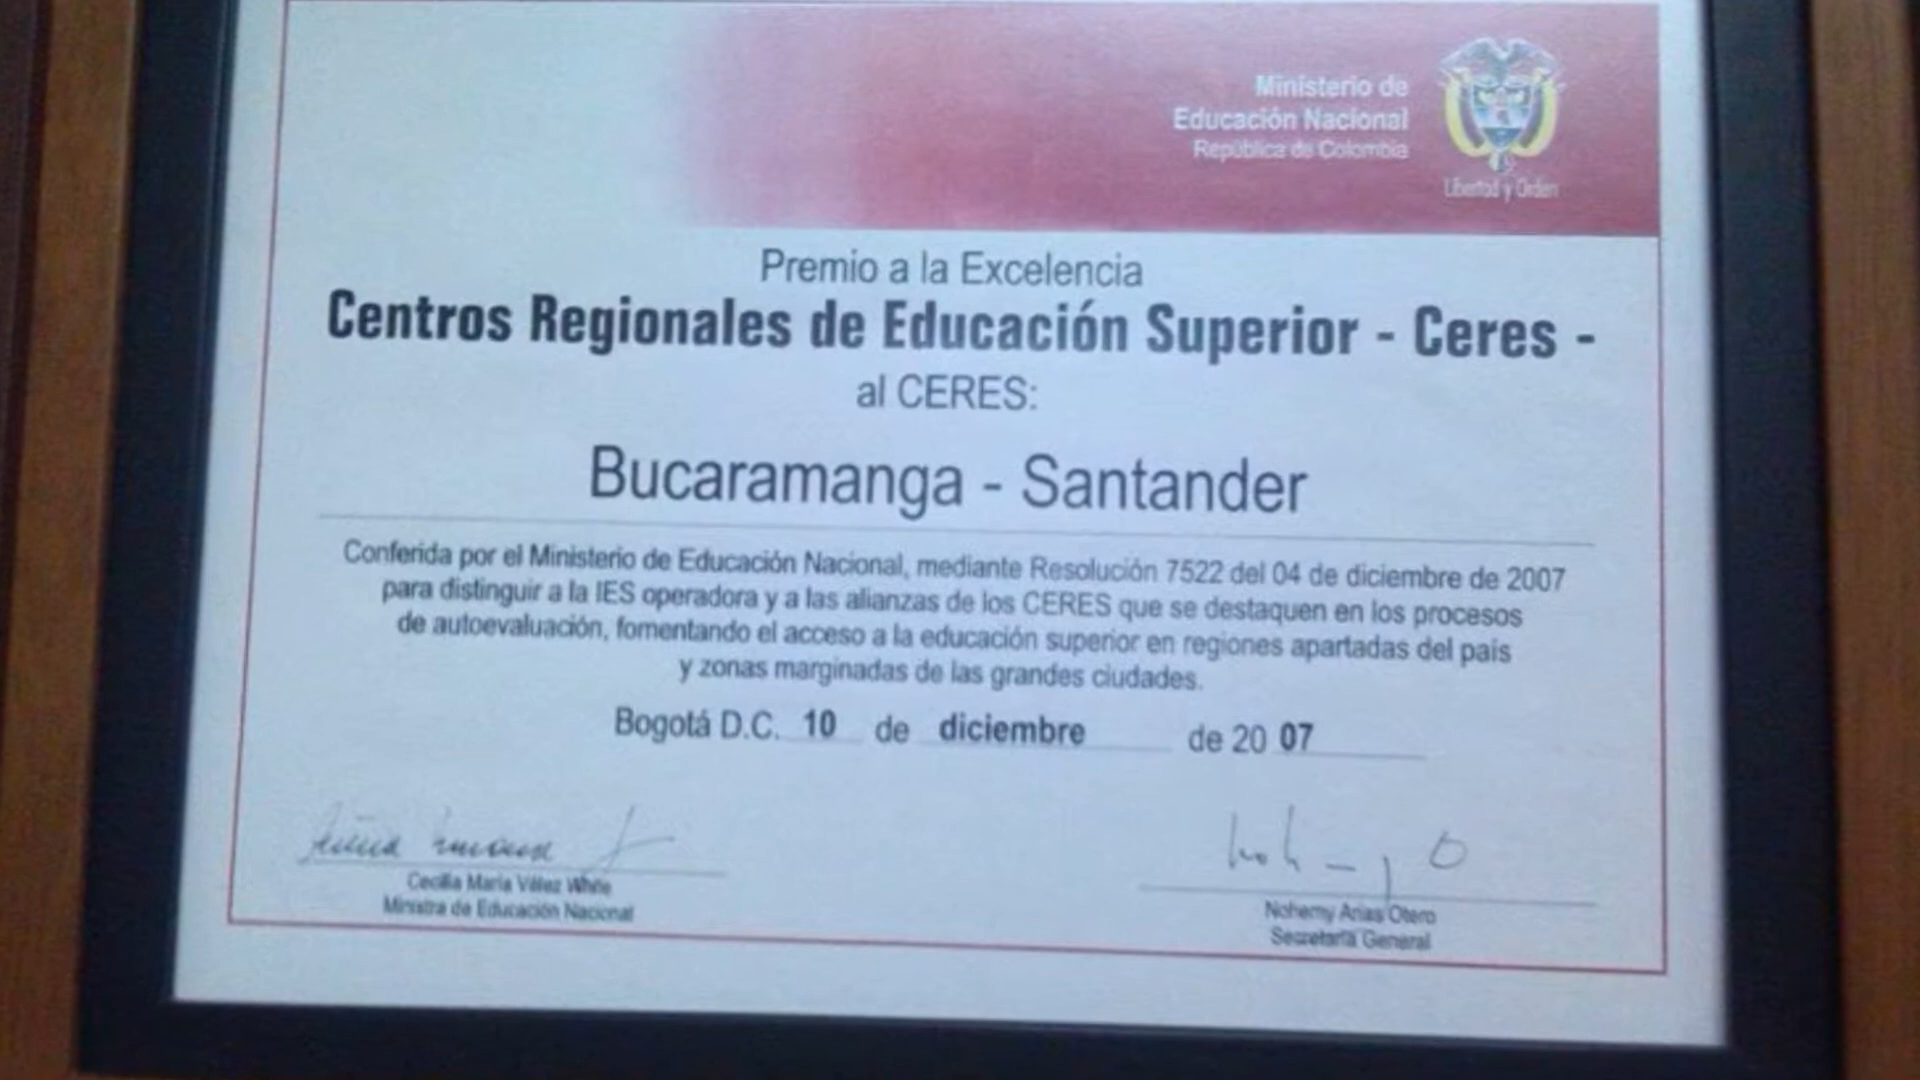 Ministerio de
Educación Nacional
República de Colombia
Libertad y Orden
Premio a la Excelencia
Centros Regionales de Educación Superior - Ceres -
al CERES:
Bucaramanga - Santander
Conferida por el Ministerio de Educación Nacional, mediante Resolución 7522 del 04 de diciembre de 2007
para distinguir a la IES operadora y a las alianzas de los CERES que se destaquen en los procesos
de autoevaluación, fomentando el acceso a la educación superior en regiones apartadas del país
y zonas marginadas de las grandes ciudades.
Bogotá D.C. 10 de diciembre de 20 07
Cecilia María Vélez White
Ministra de Educación Nacional
Nohemy Arias Otero
Secretaria General